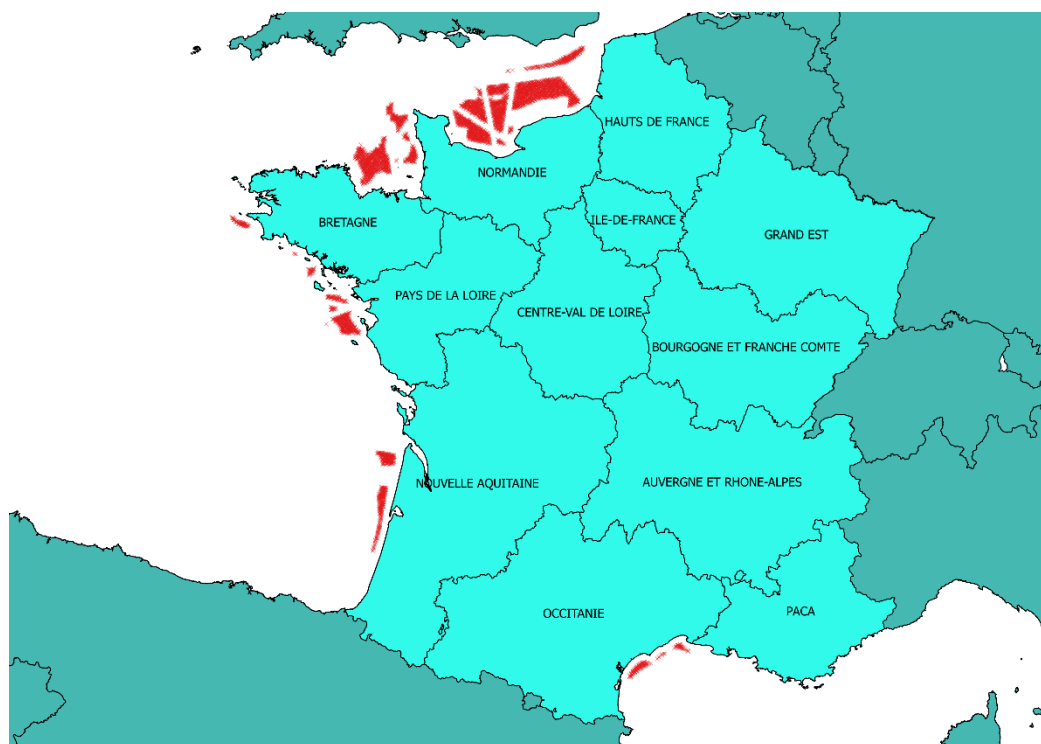 HAUTS DE FRANCE
NORMANDIE
BRETAGNE
ILE-DE-FRANCE
GRAND EST
PAYS DE LA LOIRE
CENTRE-VAL DE LOIRE
BOURGOGNE ET FRANCHE COMTE
NOUVELLE AQUITAINE
AUVERGNE ET RHONE-ALPES
OCCITANIE
PACA